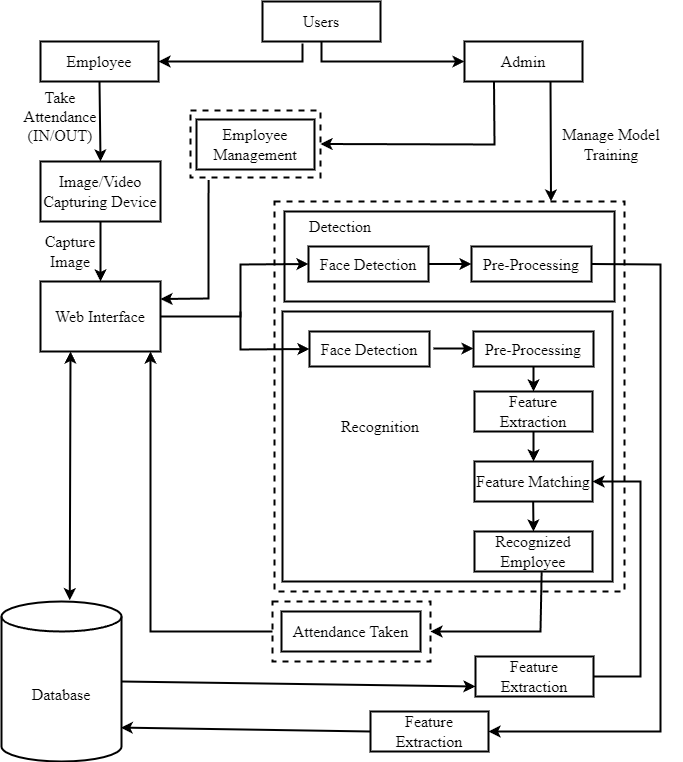 Users
Employee
Admin
Take
Attendance
(IN/OUT)
Employee
Management
Manage Model
Training
Image/Video
Capturing Device
Capture
Image
Detection
Face Detection
Pre-Processing
Web Interface
Face Detection
Pre-Processing
Feature
Extraction
Recognition
Feature Matching
Recognized
Employee
Attendance Taken
Database
Feature
Extraction
Feature
Extraction